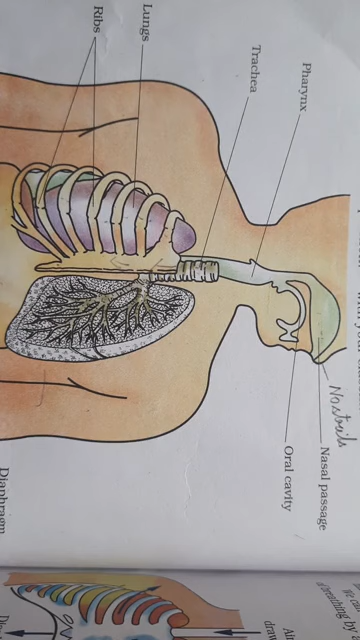 Nostrils
Nasal passage
Oral cavity
Pharynx
Trachea
Lungs
Ribs
Diaphragm